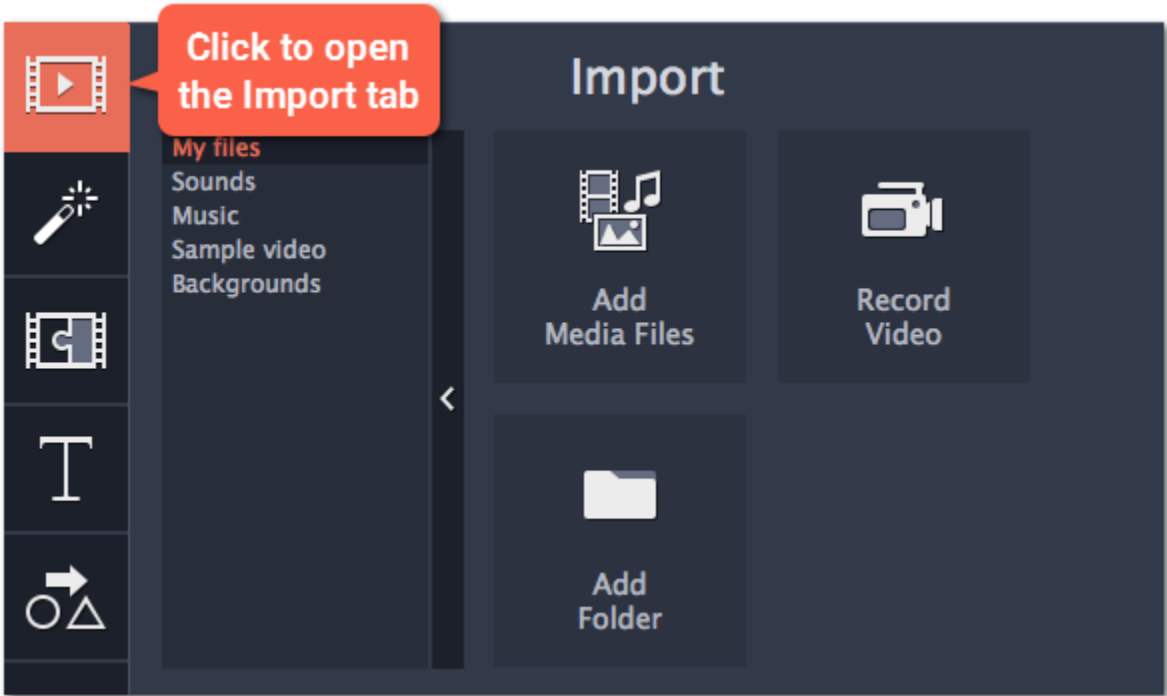 Click to open
the Import tab
Import
My files
Sounds
Music
Sample video
Backgrounds
Add
Media Files
Record
Video
Add
Folder